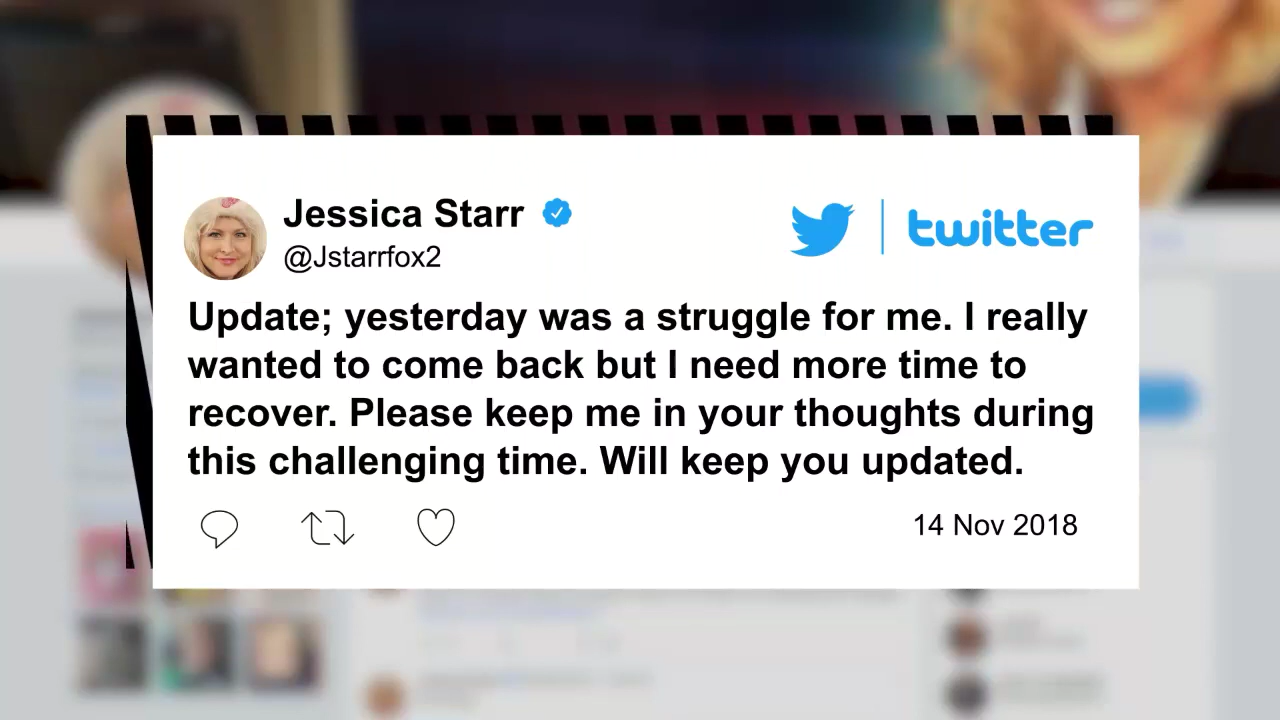 Jessica Starr
twitter
@Jstarrfox2
Update; yesterday was a struggle for me. I really
wanted to come back but I need more time to
recover. Please keep me in your thoughts during
this challenging time. Will keep you updated.
14 Nov 2018